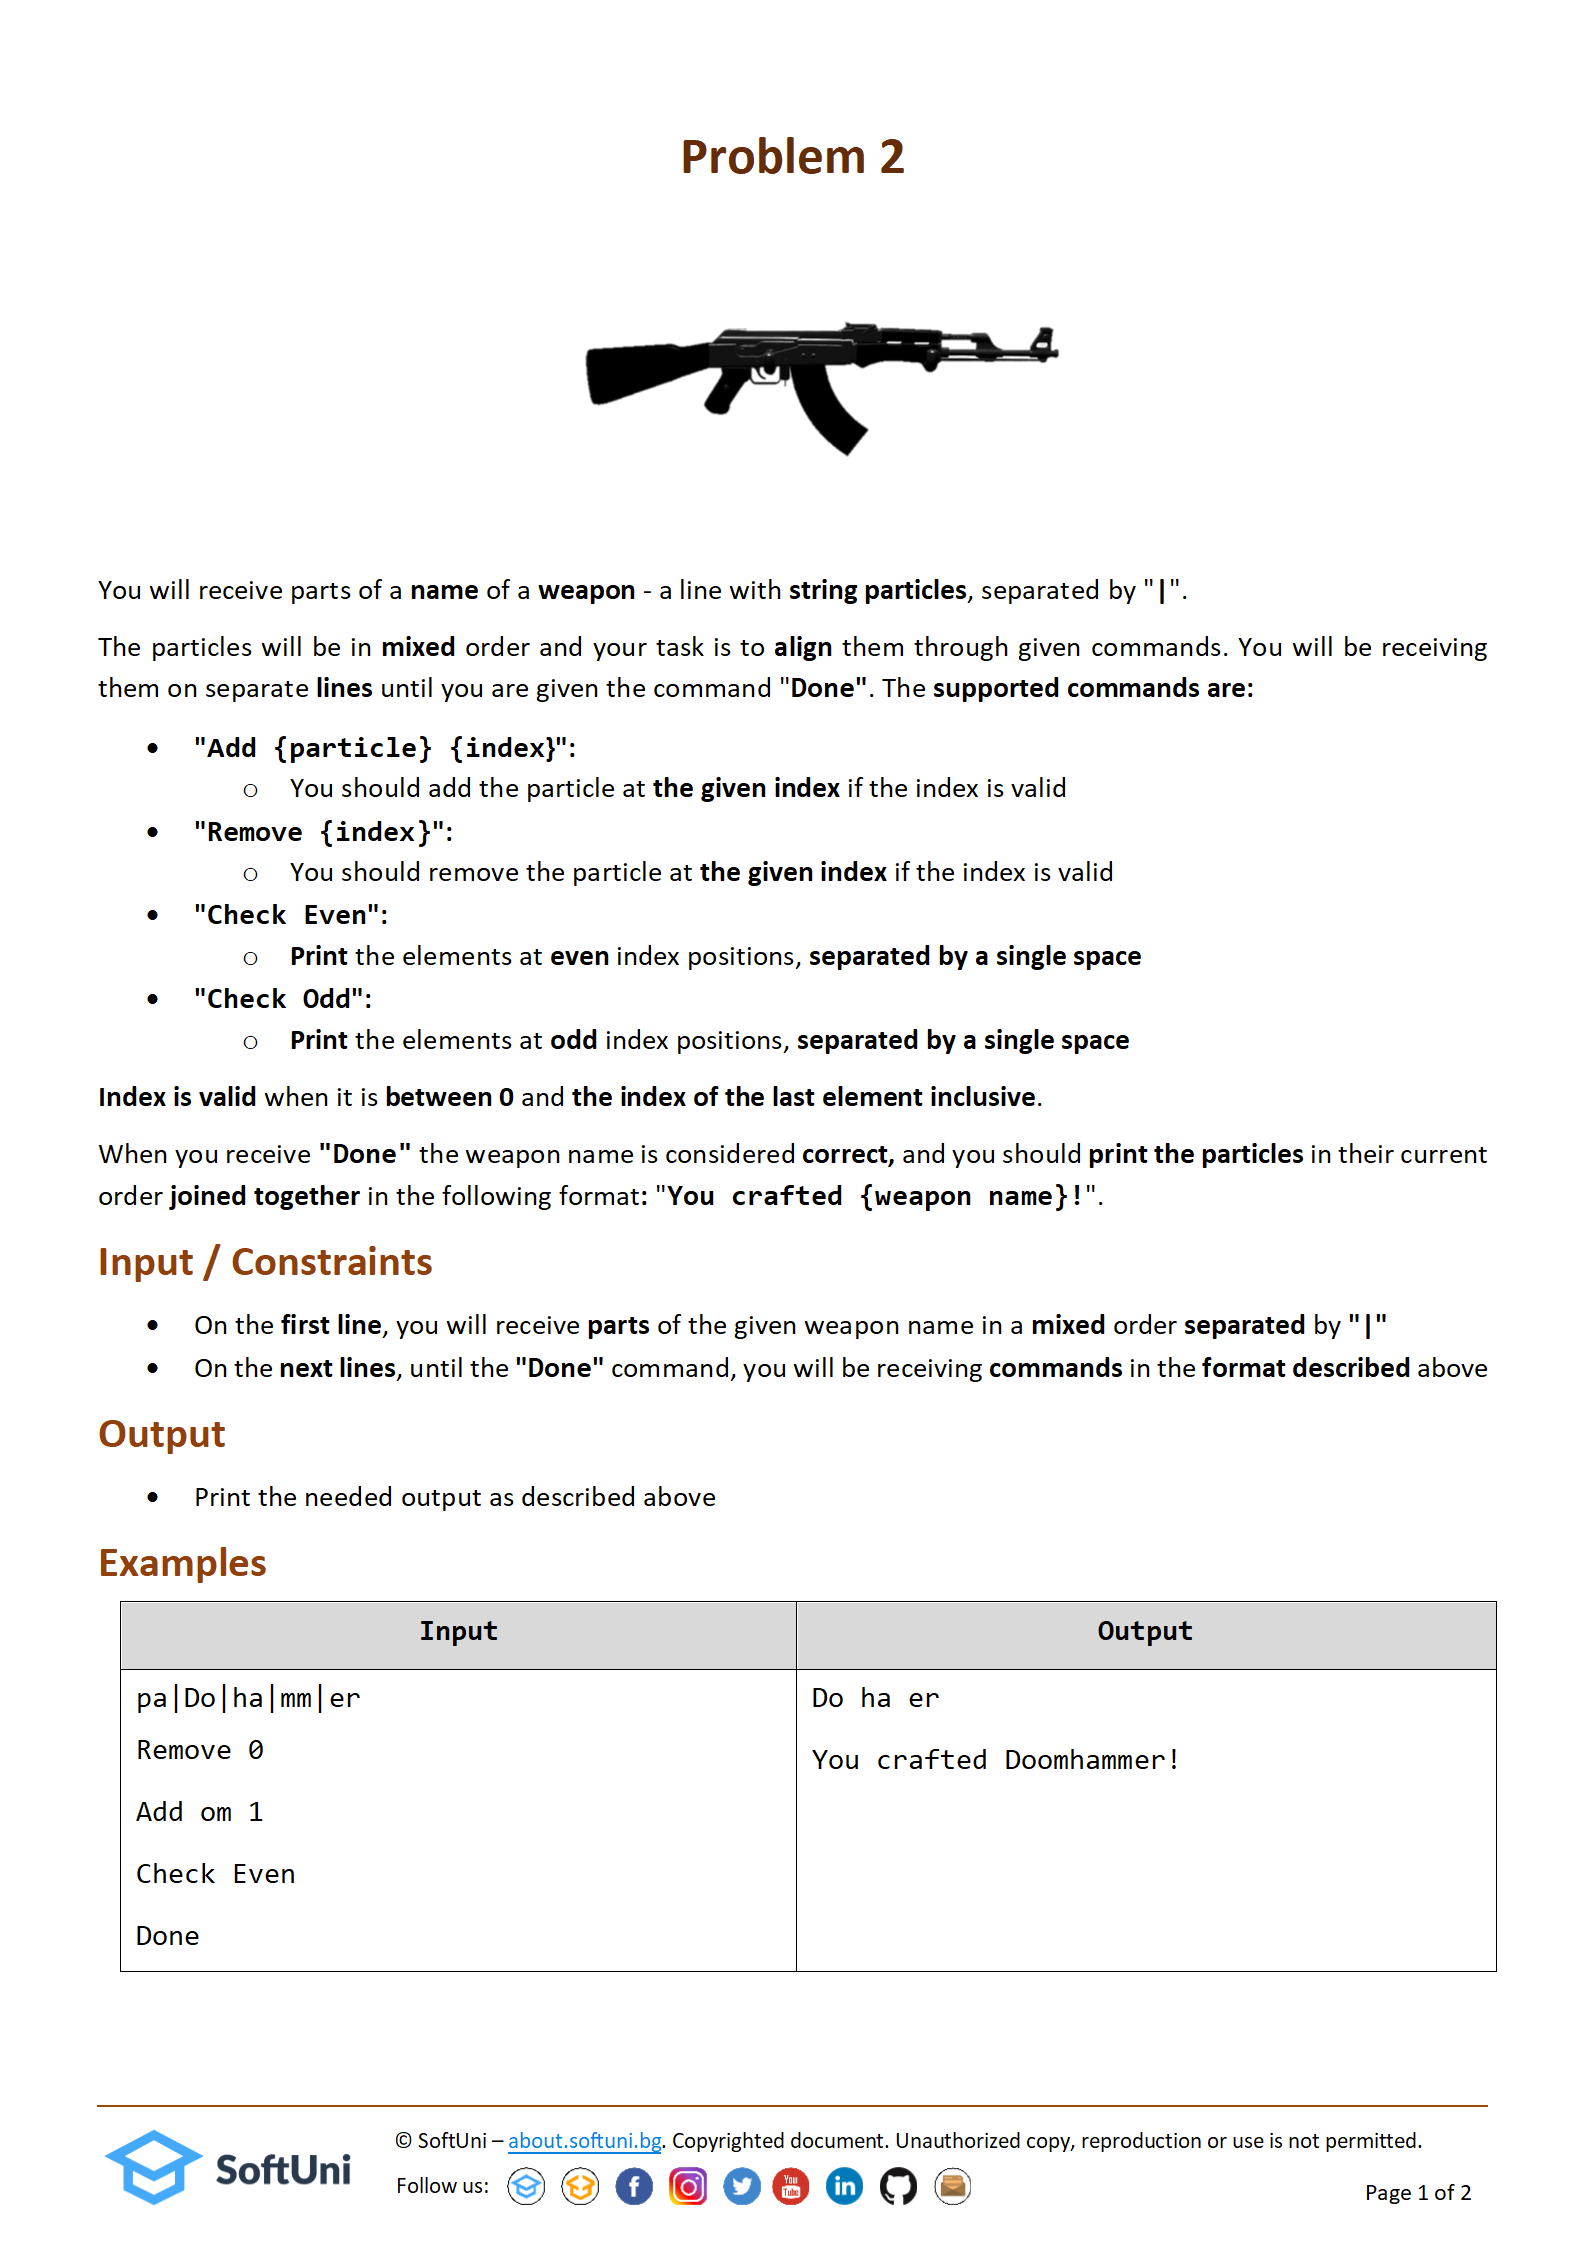 Problem 2
You will receive parts of a name of a weapon - a line with string particles, separated by "|".
The particles will be in mixed order and your task is to align them through given commands. You will be receiving
them on separate lines until you are given the command "Done". The supported commands are:
• "Add {particle} {index}":
o You should add the particle at the given index if the index is valid
• "Remove {index}":
o You should remove the particle at the given index if the index is valid
• "Check Even":
o Print the elements at even index positions, separated by a single space
• "Check Odd":
o Print the elements at odd index positions, separated by a single space
Index is valid when it is between 0 and the index of the last element inclusive.
When you receive "Done" the weapon name is considered correct, and you should print the particles in their current
order joined together in the following format: "You crafted {weapon name}!".
Input / Constraints
• On the first line, you will receive parts of the given weapon name in a mixed order separated by "|"
• On the next lines, until the "Done" command, you will be receiving commands in the format described above
Output
• Print the needed output as described above
Examples
Input Output
pa|Do|ha|mm|er
Remove 0
Add om 1
Check Even
Done
Do ha er
You crafted Doomhammer!
SoftUni
© SoftUni – about.softuni.bg. Copyrighted document. Unauthorized copy, reproduction or use is not permitted.
Follow us:
You
Tube
Page 1 of 2